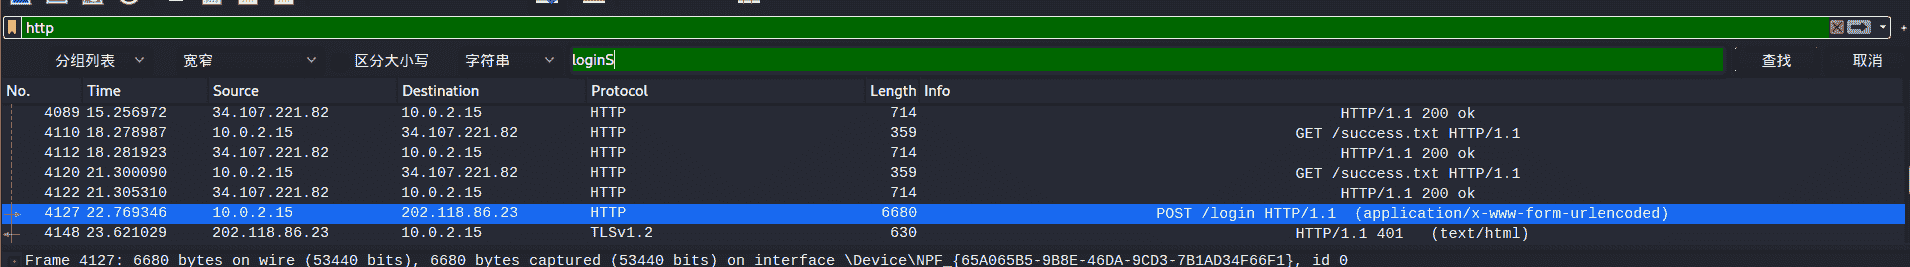 http
分组列表 宽窄 区分大小写 字符串 loginS 查找 取消
No. Time Source Destination Protocol Length Info
4089 15.256972 34.107.221.82 10.0.2.15 HTTP 714 HTTP/1.1 200 ok
4110 18.278987 10.0.2.15 34.107.221.82 HTTP 359 GET /success.txt HTTP/1.1
4112 18.281923 34.107.221.82 10.0.2.15 HTTP 714 HTTP/1.1 200 ok
4120 21.300090 10.0.2.15 34.107.221.82 HTTP 359 GET /success.txt HTTP/1.1
4122 21.305310 34.107.221.82 10.0.2.15 HTTP 714 HTTP/1.1 200 ok
4127 22.769346 10.0.2.15 202.118.86.23 HTTP 6680 POST /login HTTP/1.1 (application/x-www-form-urlencoded)
4148 23.621029 202.118.86.23 10.0.2.15 TLSv1.2 630 HTTP/1.1 401 (text/html)
Frame 4127: 6680 bytes on wire (53440 bits), 6680 bytes captured (53440 bits) on interface \Device\NPF_{65A065B5-9B8E-46DA-9CD3-7B1AD34F66F1}, id 0